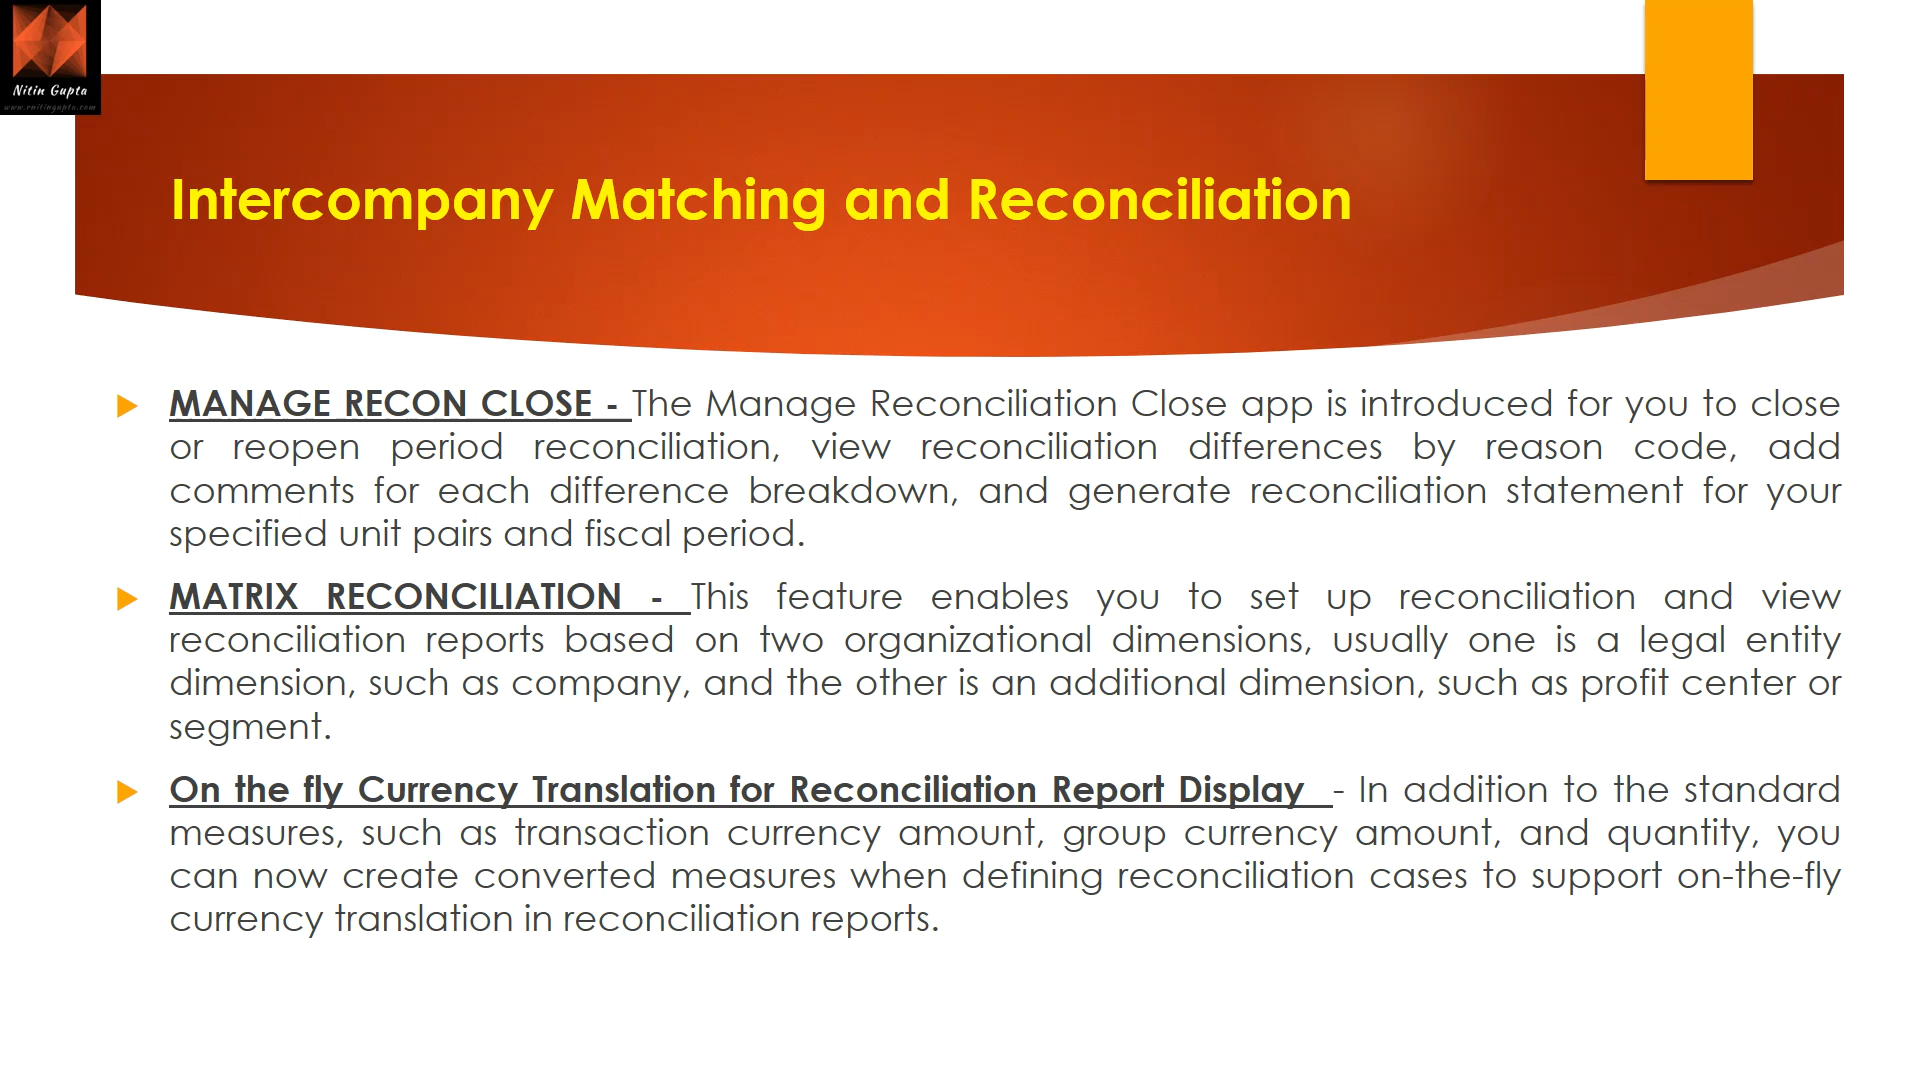 Nitin Gupta
www.rnitingupta.com
Intercompany Matching and Reconciliation
MANAGE RECON CLOSE - The Manage Reconciliation Close app is introduced for you to close
or reopen period reconciliation, view reconciliation differences by reason code, add
comments for each difference breakdown, and generate reconciliation statement for your
specified unit pairs and fiscal period.
MATRIX RECONCILIATION - This feature enables you to set up reconciliation and view
reconciliation reports based on two organizational dimensions, usually one is a legal entity
dimension, such as company, and the other is an additional dimension, such as profit center or
segment.
On the fly Currency Translation for Reconciliation Report Display - In addition to the standard
measures, such as transaction currency amount, group currency amount, and quantity, you
can now create converted measures when defining reconciliation cases to support on-the-fly
currency translation in reconciliation reports.